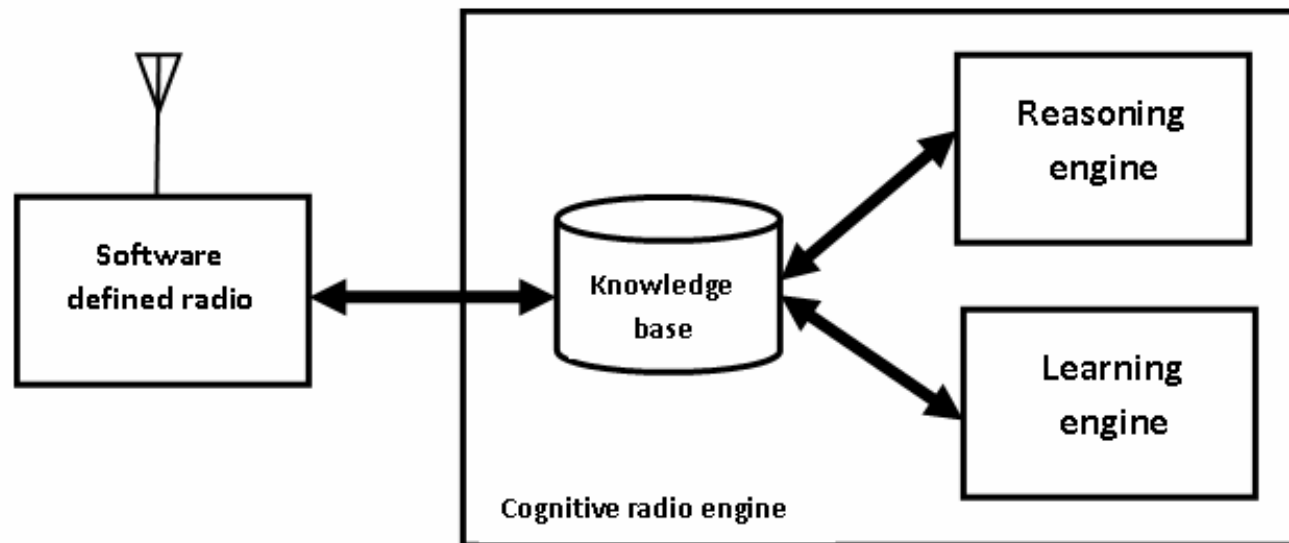 Software
defined radio
Knowledge
base
Reasoning
engine
Learning
engine
Cognitive radio engine